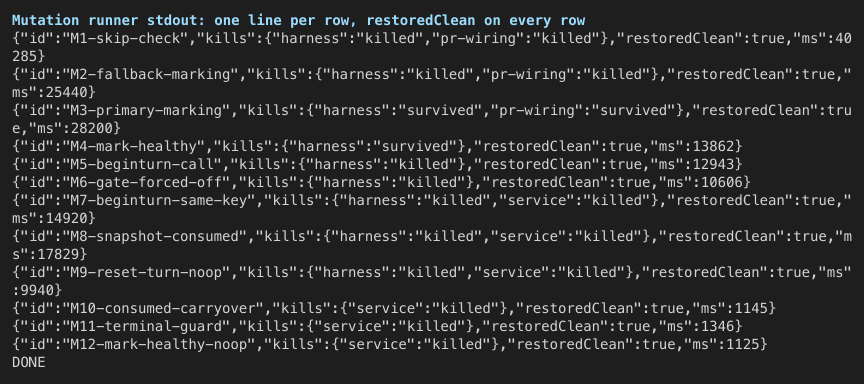 Mutation runner stdout: one line per row, restoredClean on every row
{"id":"M1-skip-check","kills":{"harness":"killed","pr-wiring":"killed"},"restoredClean":true,"ms":40
285}
{"id":"M2-fallback-marking","kills":{"harness":"killed","pr-wiring":"killed"},"restoredClean":true,"
ms":25440}
{"id":"M3-primary-marking","kills":{"harness":"survived","pr-wiring":"survived"},"restoredClean":tru
e,"ms":28200}
{"id":"M4-mark-healthy","kills":{"harness":"survived"},"restoredClean":true,"ms":13862}
{"id":"M5-beginturn-call","kills":{"harness":"killed"},"restoredClean":true,"ms":12943}
{"id":"M6-gate-forced-off","kills":{"harness":"killed"},"restoredClean":true,"ms":10606}
{"id":"M7-beginturn-same-key","kills":{"harness":"killed","service":"killed"},"restoredClean":true,"
ms":14920}
{"id":"M8-snapshot-consumed","kills":{"harness":"killed","service":"killed"},"restoredClean":true,"m
s":17829}
{"id":"M9-reset-turn-noop","kills":{"harness":"killed","service":"killed"},"restoredClean":true,"ms"
:9940}
{"id":"M10-consumed-carryover","kills":{"service":"killed"},"restoredClean":true,"ms":1145}
{"id":"M11-terminal-guard","kills":{"service":"killed"},"restoredClean":true,"ms":1346}
{"id":"M12-mark-healthy-noop","kills":{"service":"killed"},"restoredClean":true,"ms":1125}
DONE